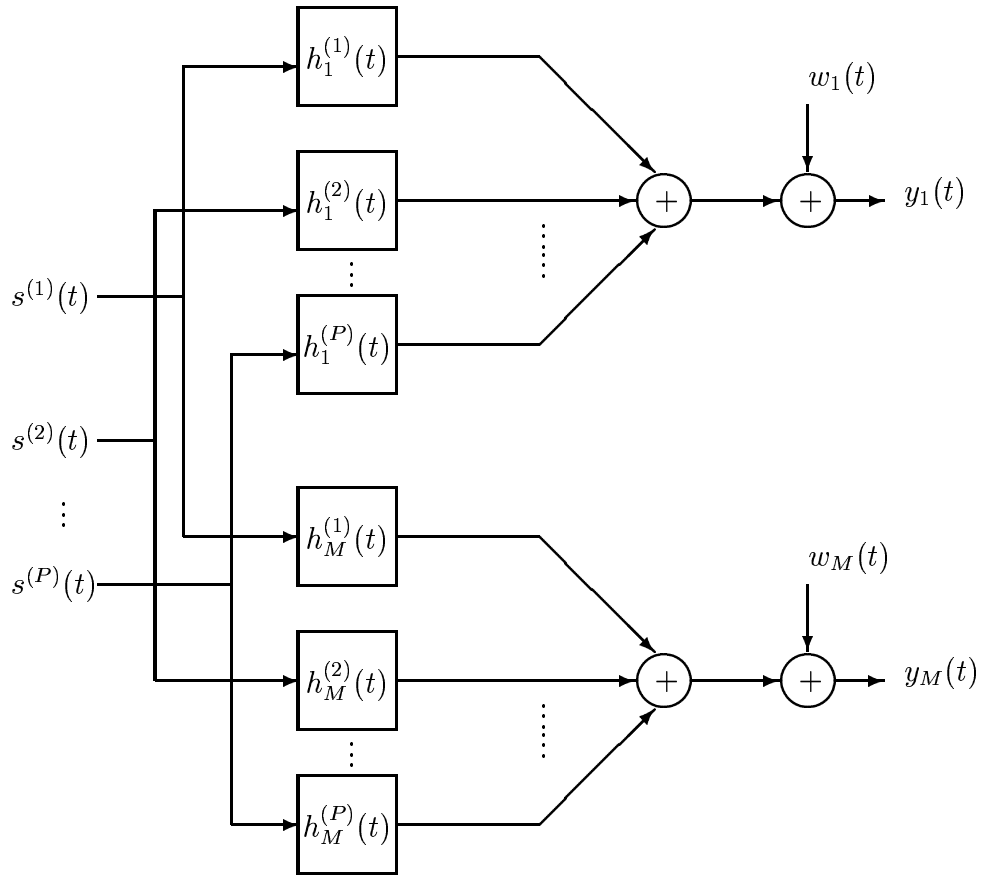 h_1^{(1)}(t)
w_1(t)
h_1^{(2)}(t)
+
+
y_1(t)
s^{(1)}(t)
h_1^{(P)}(t)
s^{(2)}(t)
h_M^{(1)}(t)
s^{(P)}(t)
w_M(t)
h_M^{(2)}(t)
+
+
y_M(t)
h_M^{(P)}(t)